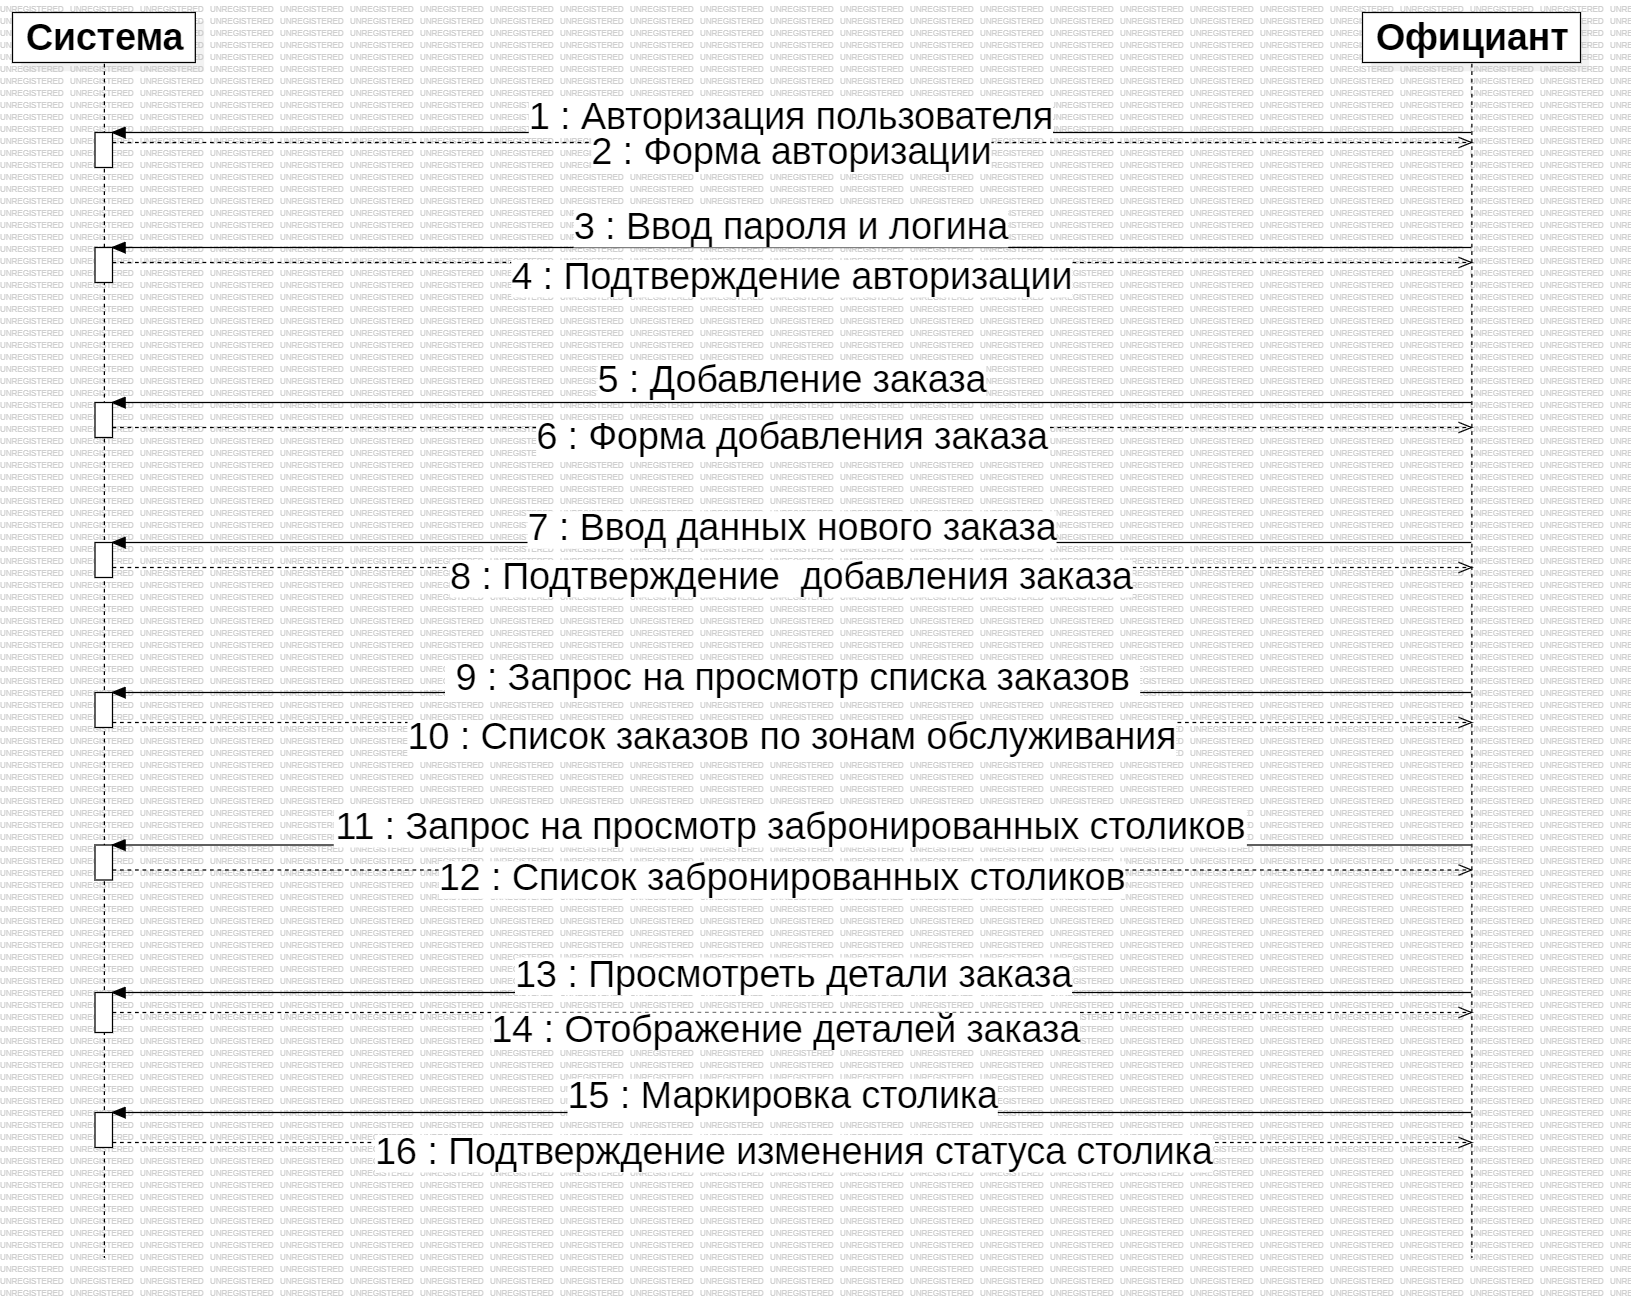 Система
Официант
1 : Авторизация пользователя
2 : Форма авторизации
3 : Ввод пароля и логина
4 : Подтверждение авторизации
5 : Добавление заказа
6 : Форма добавления заказа
7 : Ввод данных нового заказа
8 : Подтверждение  добавления заказа
9 : Запрос на просмотр списка заказов
10 : Список заказов по зонам обслуживания
11 : Запрос на просмотр забронированных столиков
12 : Список забронированных столиков
13 : Просмотреть детали заказа
14 : Отображение деталей заказа
15 : Маркировка столика
16 : Подтверждение изменения статуса столика
UNREGISTERED